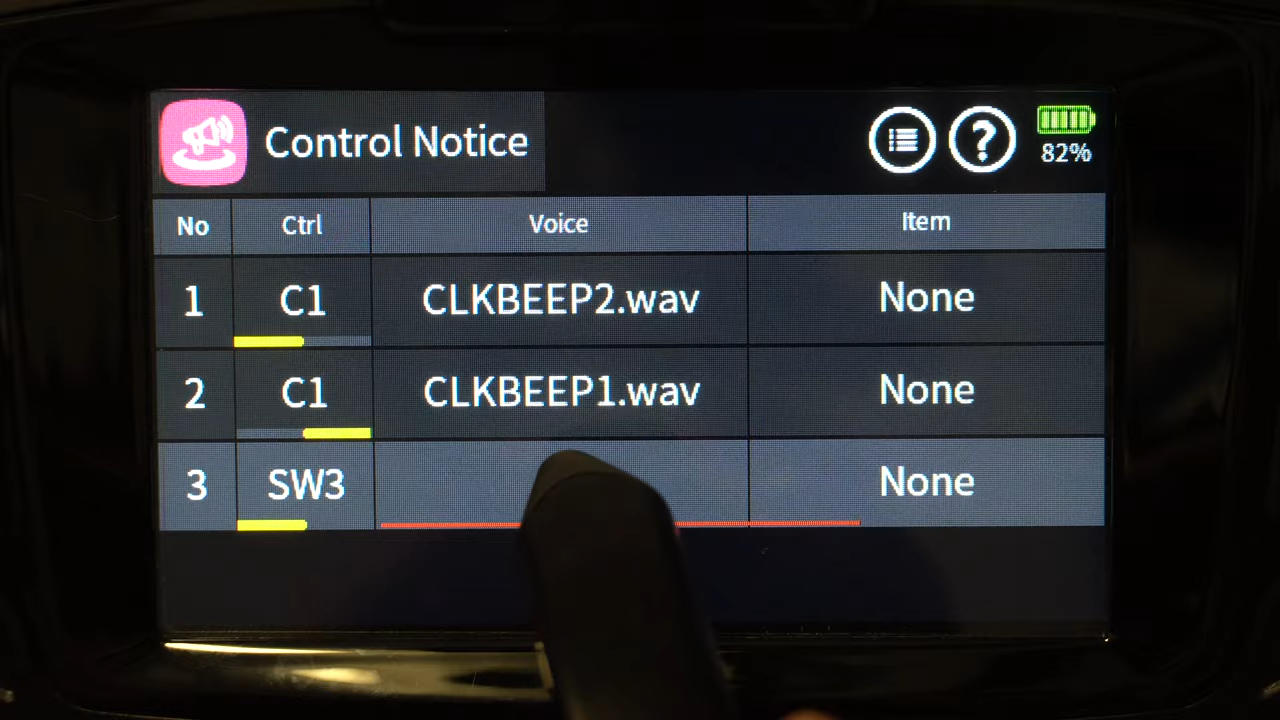 Control Notice
82%
No Ctrl Voice Item
1 C1 CLKBEEP2.wav None
2 C1 CLKBEEP1.wav None
3 SW3 None